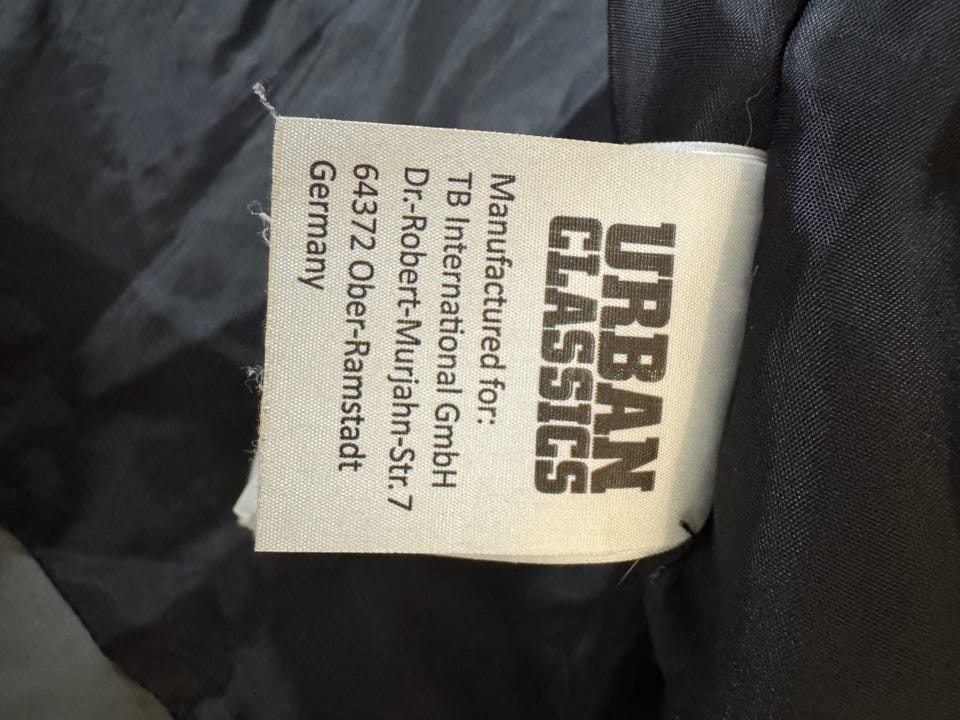 URBAN
CLASSICS
Manufactured for:
TB International GmbH
Dr.-Robert-Murjahn-Str.7
64372 Ober-Ramstadt
Germany